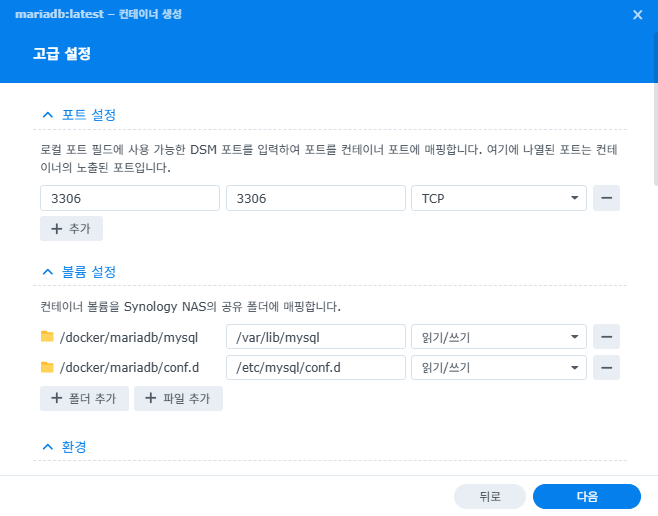 mariadb:latest – 컨테이너 생성
고급 설정
포트 설정
로컬 포트 필드에 사용 가능한 DSM 포트를 입력하여 포트를 컨테이너 포트에 매핑합니다. 여기에 나열된 포트는 컨테
이너의 노출된 포트입니다.
3306 3306 TCP
추가
볼륨 설정
컨테이너 볼륨을 Synology NAS의 공유 폴더에 매핑합니다.
/docker/mariadb/mysql /var/lib/mysql 읽기/쓰기
/docker/mariadb/conf.d /etc/mysql/conf.d 읽기/쓰기
폴더 추가 파일 추가
환경
뒤로 다음